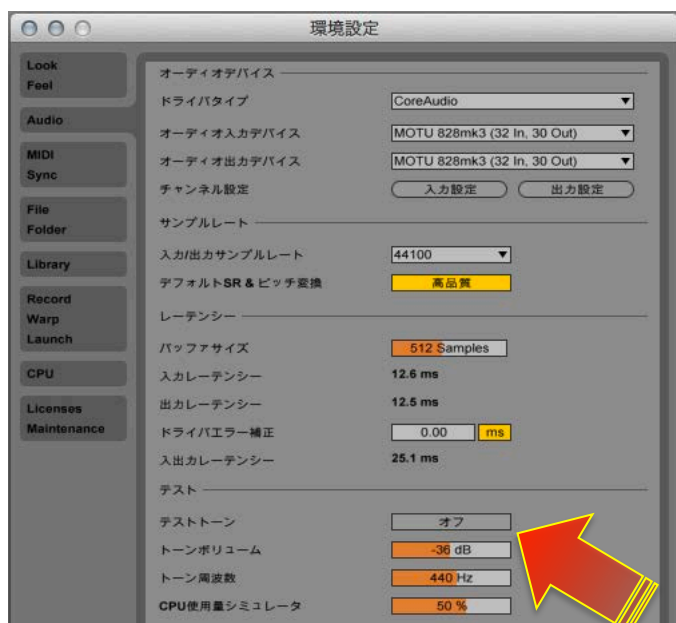 環境設定
Look
Feel
Audio
MIDI
Sync
File
Folder
Library
Record
Warp
Launch
CPU
Licenses
Maintenance
オーディオデバイス
ドライバタイプ CoreAudio
オーディオ入力デバイス MOTU 828mk3 (32 In, 30 Out)
オーディオ出力デバイス MOTU 828mk3 (32 In, 30 Out)
チャンネル設定 入力設定 出力設定
サンプルレート
入力/出力サンプルレート 44100
デフォルトSR & ピッチ変換 高品質
レーテンシー
バッファサイズ 512 Samples
入力レーテンシー 12.6 ms
出力レーテンシー 12.5 ms
ドライバエラー補正 0.00 ms
入出力レーテンシー 25.1 ms
テスト
テストトーン オフ
トーンボリューム -36 dB
トーン周波数 440 Hz
CPU使用量シミュレータ 50 %